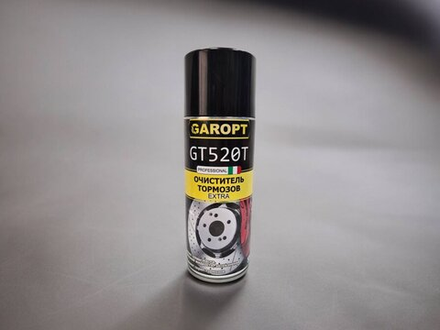 GAROPT
GT520T
PROFESSIONAL
ОЧИСТИТЕЛЬ
ТОРМОЗОВ
EXTRA